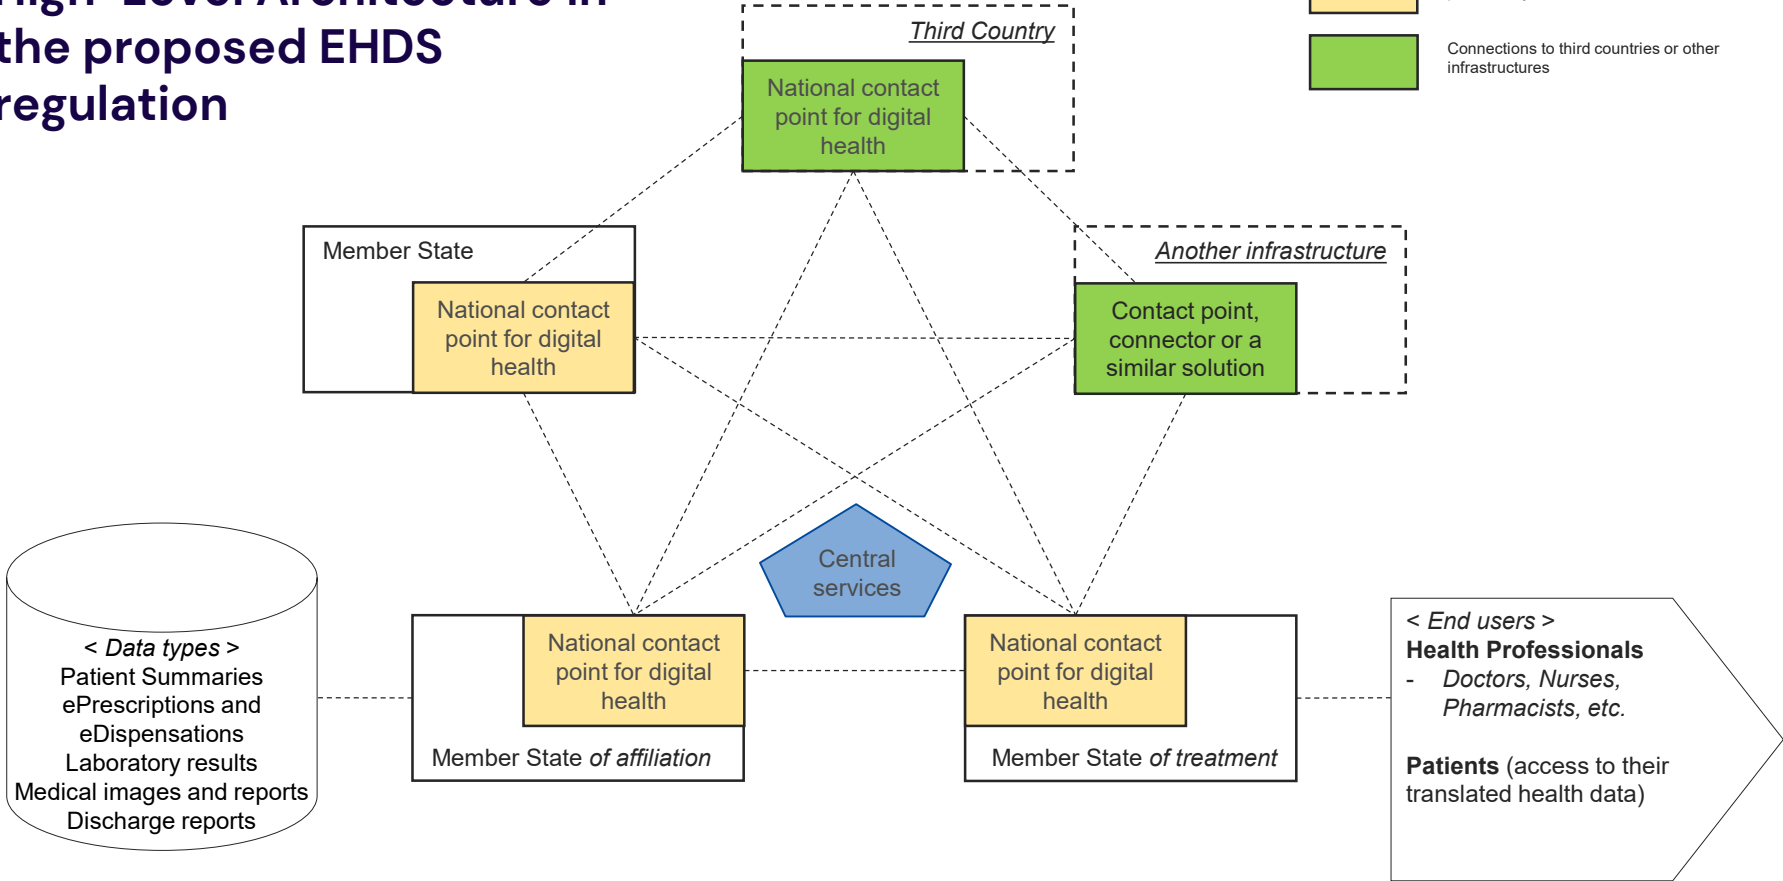 High-Level Architecture in
the proposed EHDS
regulation
Connections to third countries or other
infrastructures
Third Country
National contact
point for digital
health
Member State
National contact
point for digital
health
Another infrastructure
Contact point,
connector or a
similar solution
Central
services
< Data types >
Patient Summaries
ePrescriptions and
eDispensations
Laboratory results
Medical images and reports
Discharge reports
National contact
point for digital
health
Member State of affiliation
National contact
point for digital
health
Member State of treatment
< End users >
Health Professionals
- Doctors, Nurses,
Pharmacists, etc.
Patients (access to their
translated health data)